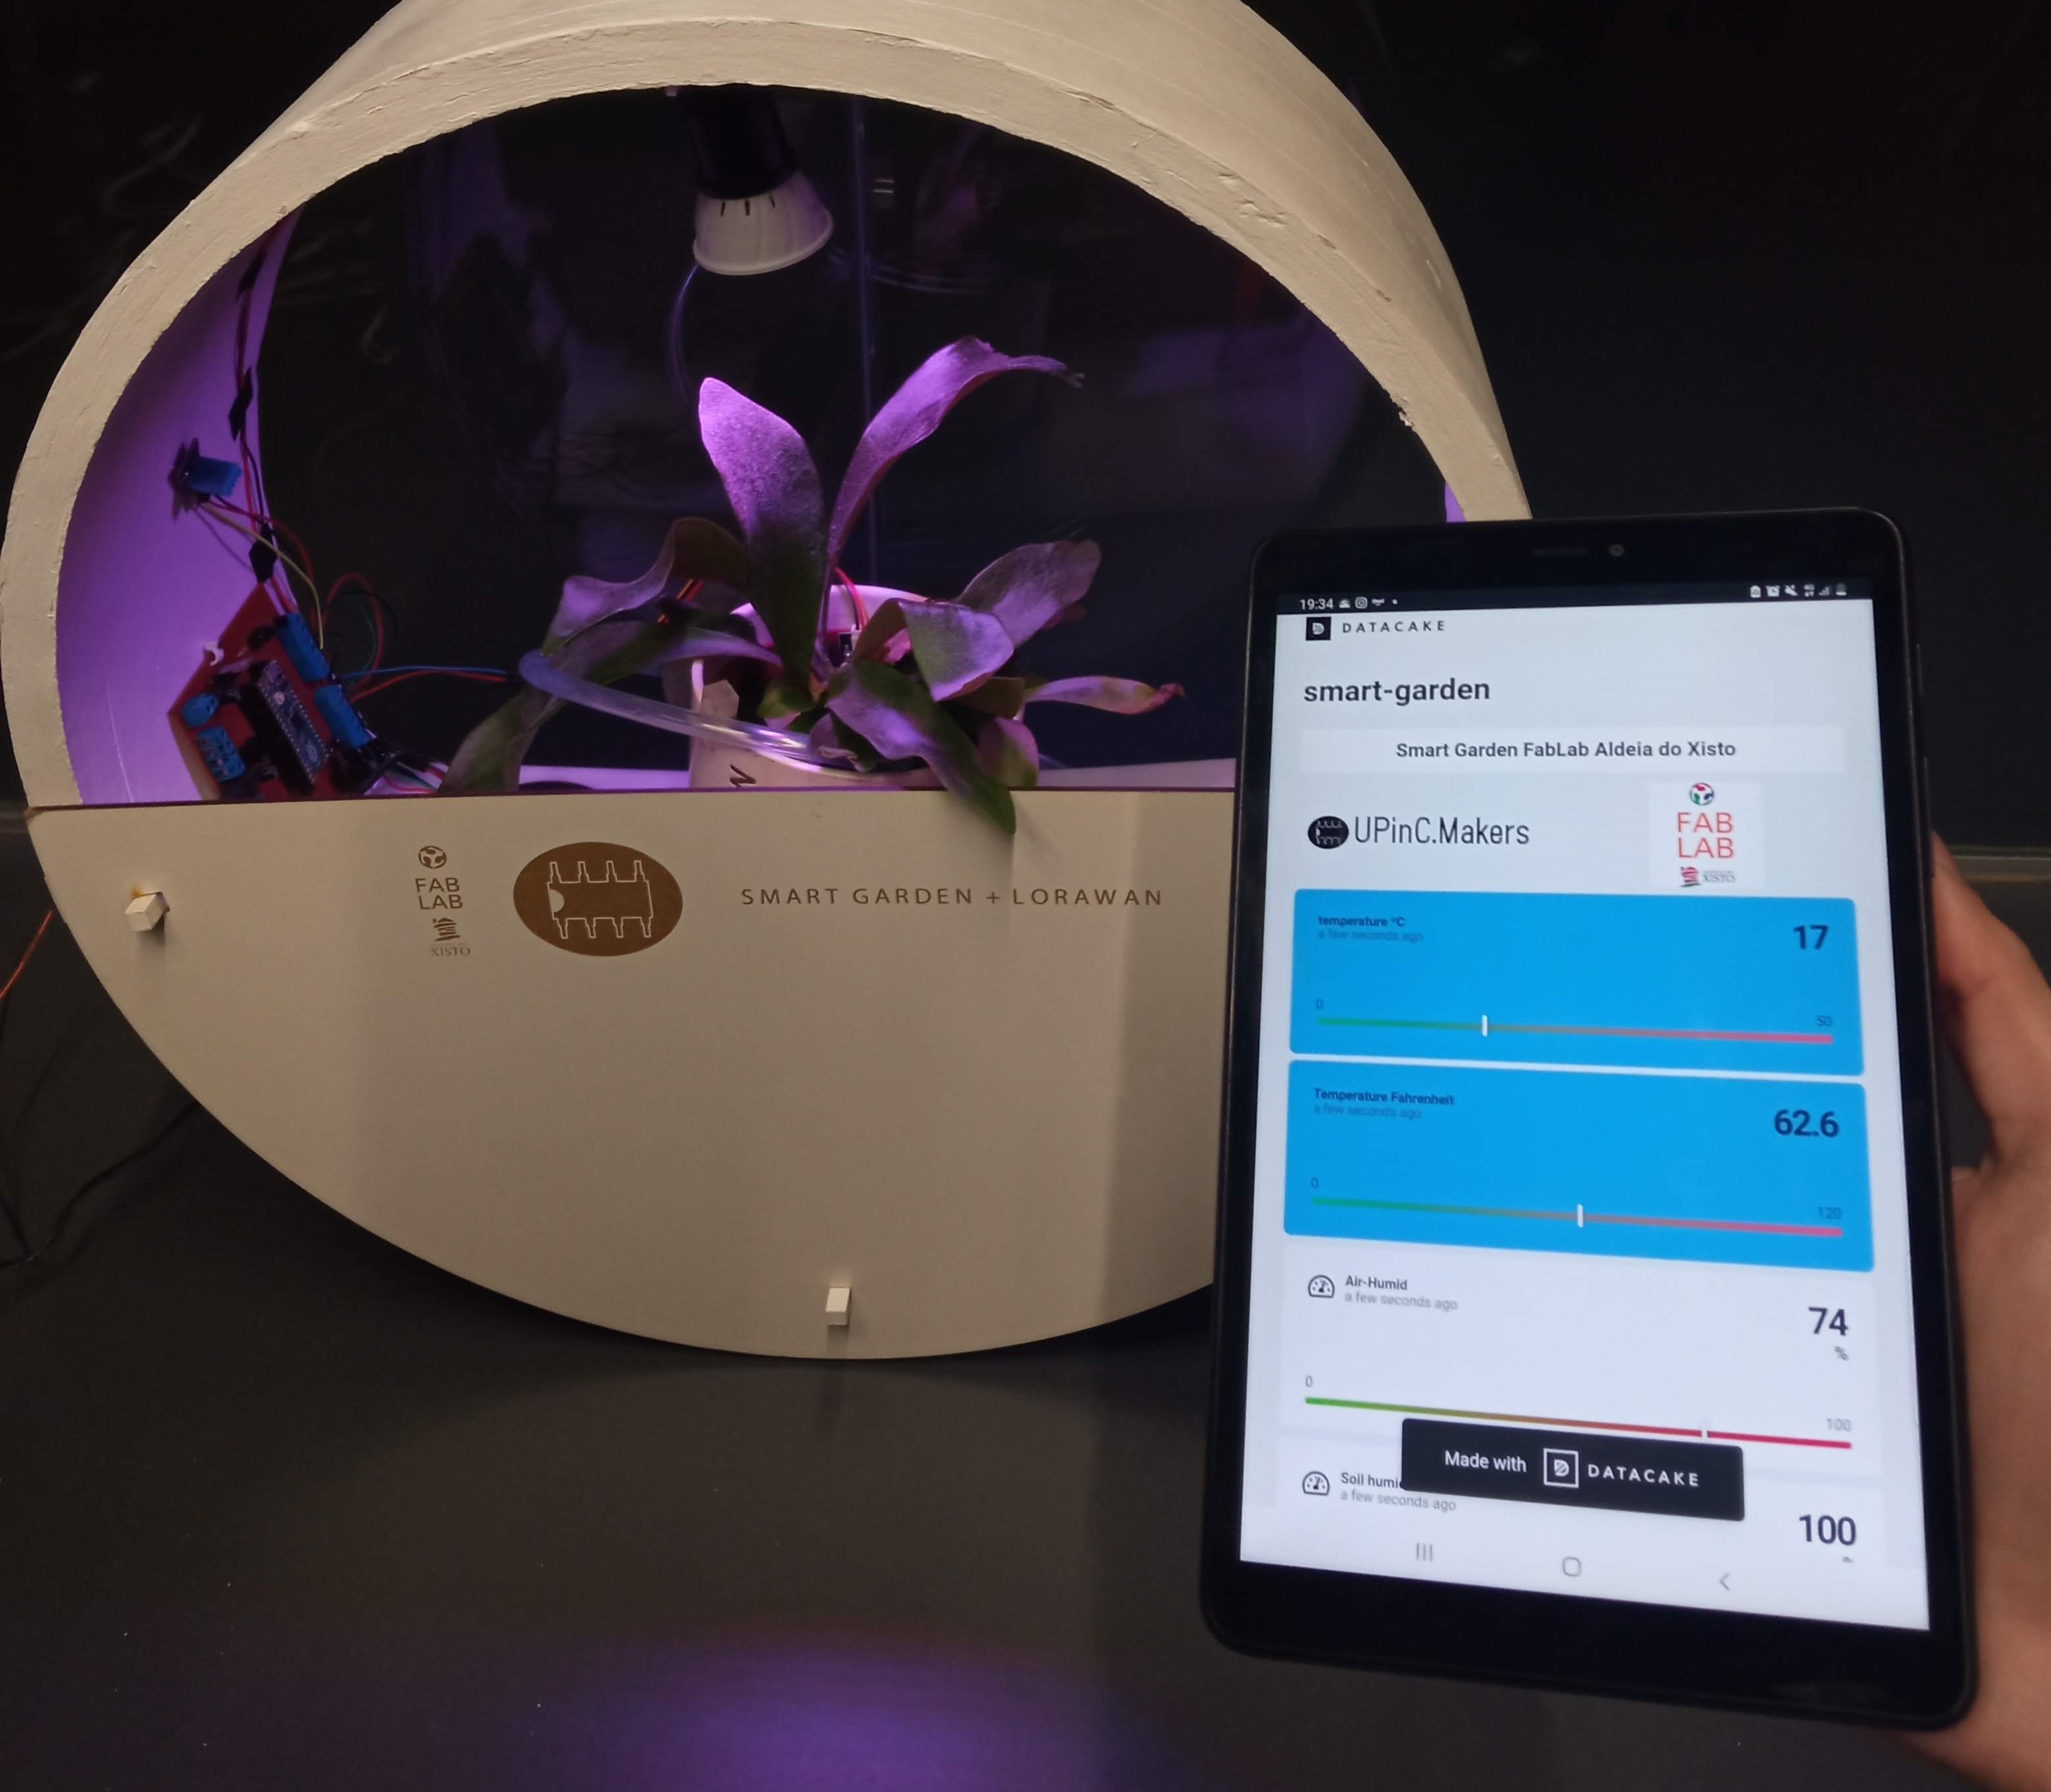 FAB
LAB
XISTO
SMART GARDEN + LORAWAN
19:34
DATACAKE
smart-garden
Smart Garden FabLab Aldeia do Xisto
UPinC.Makers
FAB
LAB
XISTO
temperature °C
a few seconds ago
17
0
50
Temperature Fahrenheit
a few seconds ago
62.6
0
120
Air-Humid
a few seconds ago
74
%
0
100
Made with DATACAKE
Soil humi
a few seconds ago
100